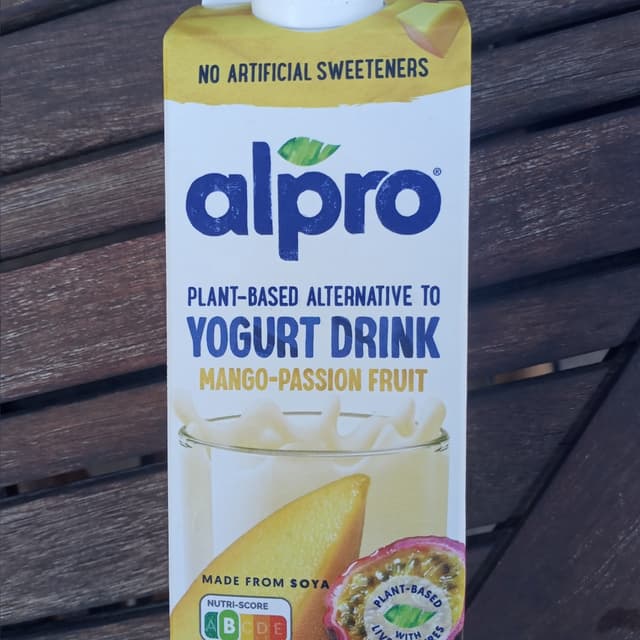 NO ARTIFICIAL SWEETENERS
alpro®
PLANT-BASED ALTERNATIVE TO
YOGURT DRINK
MANGO-PASSION FRUIT
MADE FROM SOYA
NUTRI-SCORE
A B C D E
PLANT-BASED
WITH